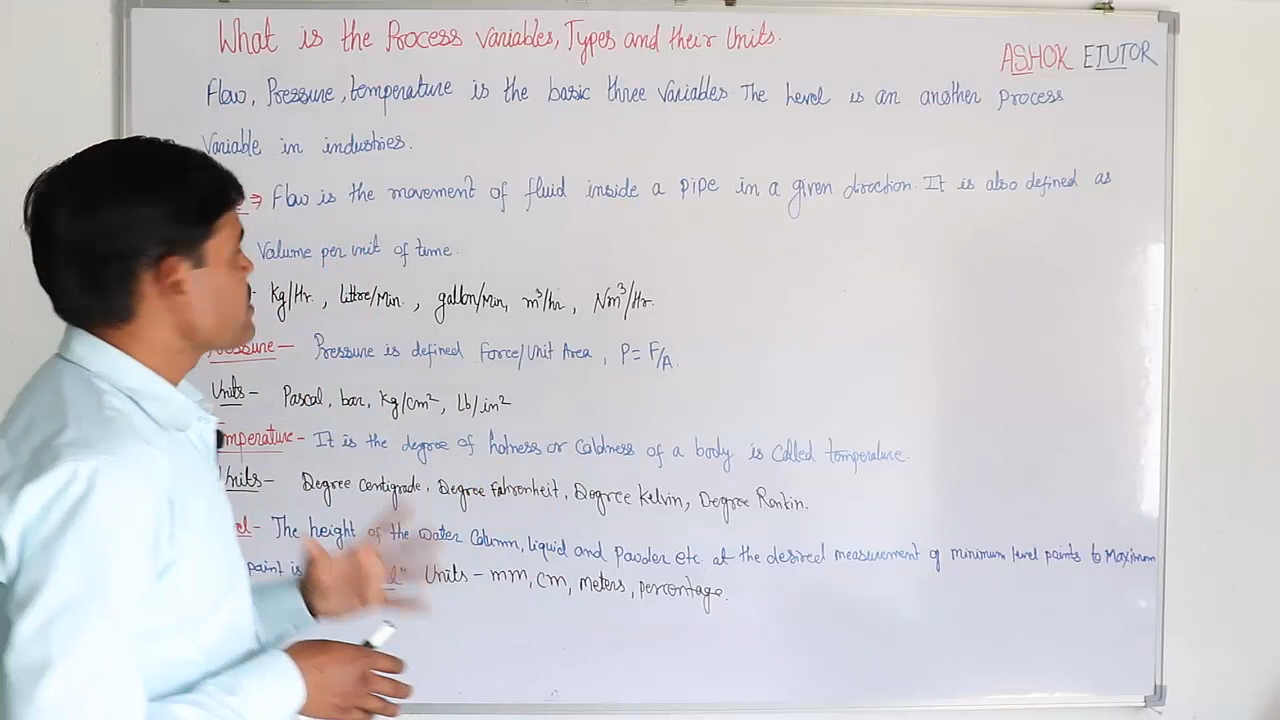 What is the Process Variables, Types and their Units.
ASHOK ETUTOR
Flow, Pressure, temperature is the basic three variables. The Level is an another process
Variable in industries.
⇒ Flow is the movement of fluid inside a pipe in a given direction. It is also defined as
Volume per unit of time.
Kg/Hr, littre/Min, gallon/Min, m³/hr, Nm³/Hr.
Pressure - Pressure is defined Force/Unit Area, P = F/A.
Units - Pascal, bar, Kg/cm², Lb/in²
Temperature - It is the degree of hotness or coldness of a body is called temperature.
Units - Degree Centigrade, Degree Fahrenheit, Degree Kelvin, Degree Rankin.
The height of the water column, liquid and Powder etc. at the desired measurement of minimum level points to Maximum
point is Units - mm, cm, meters, percentage.